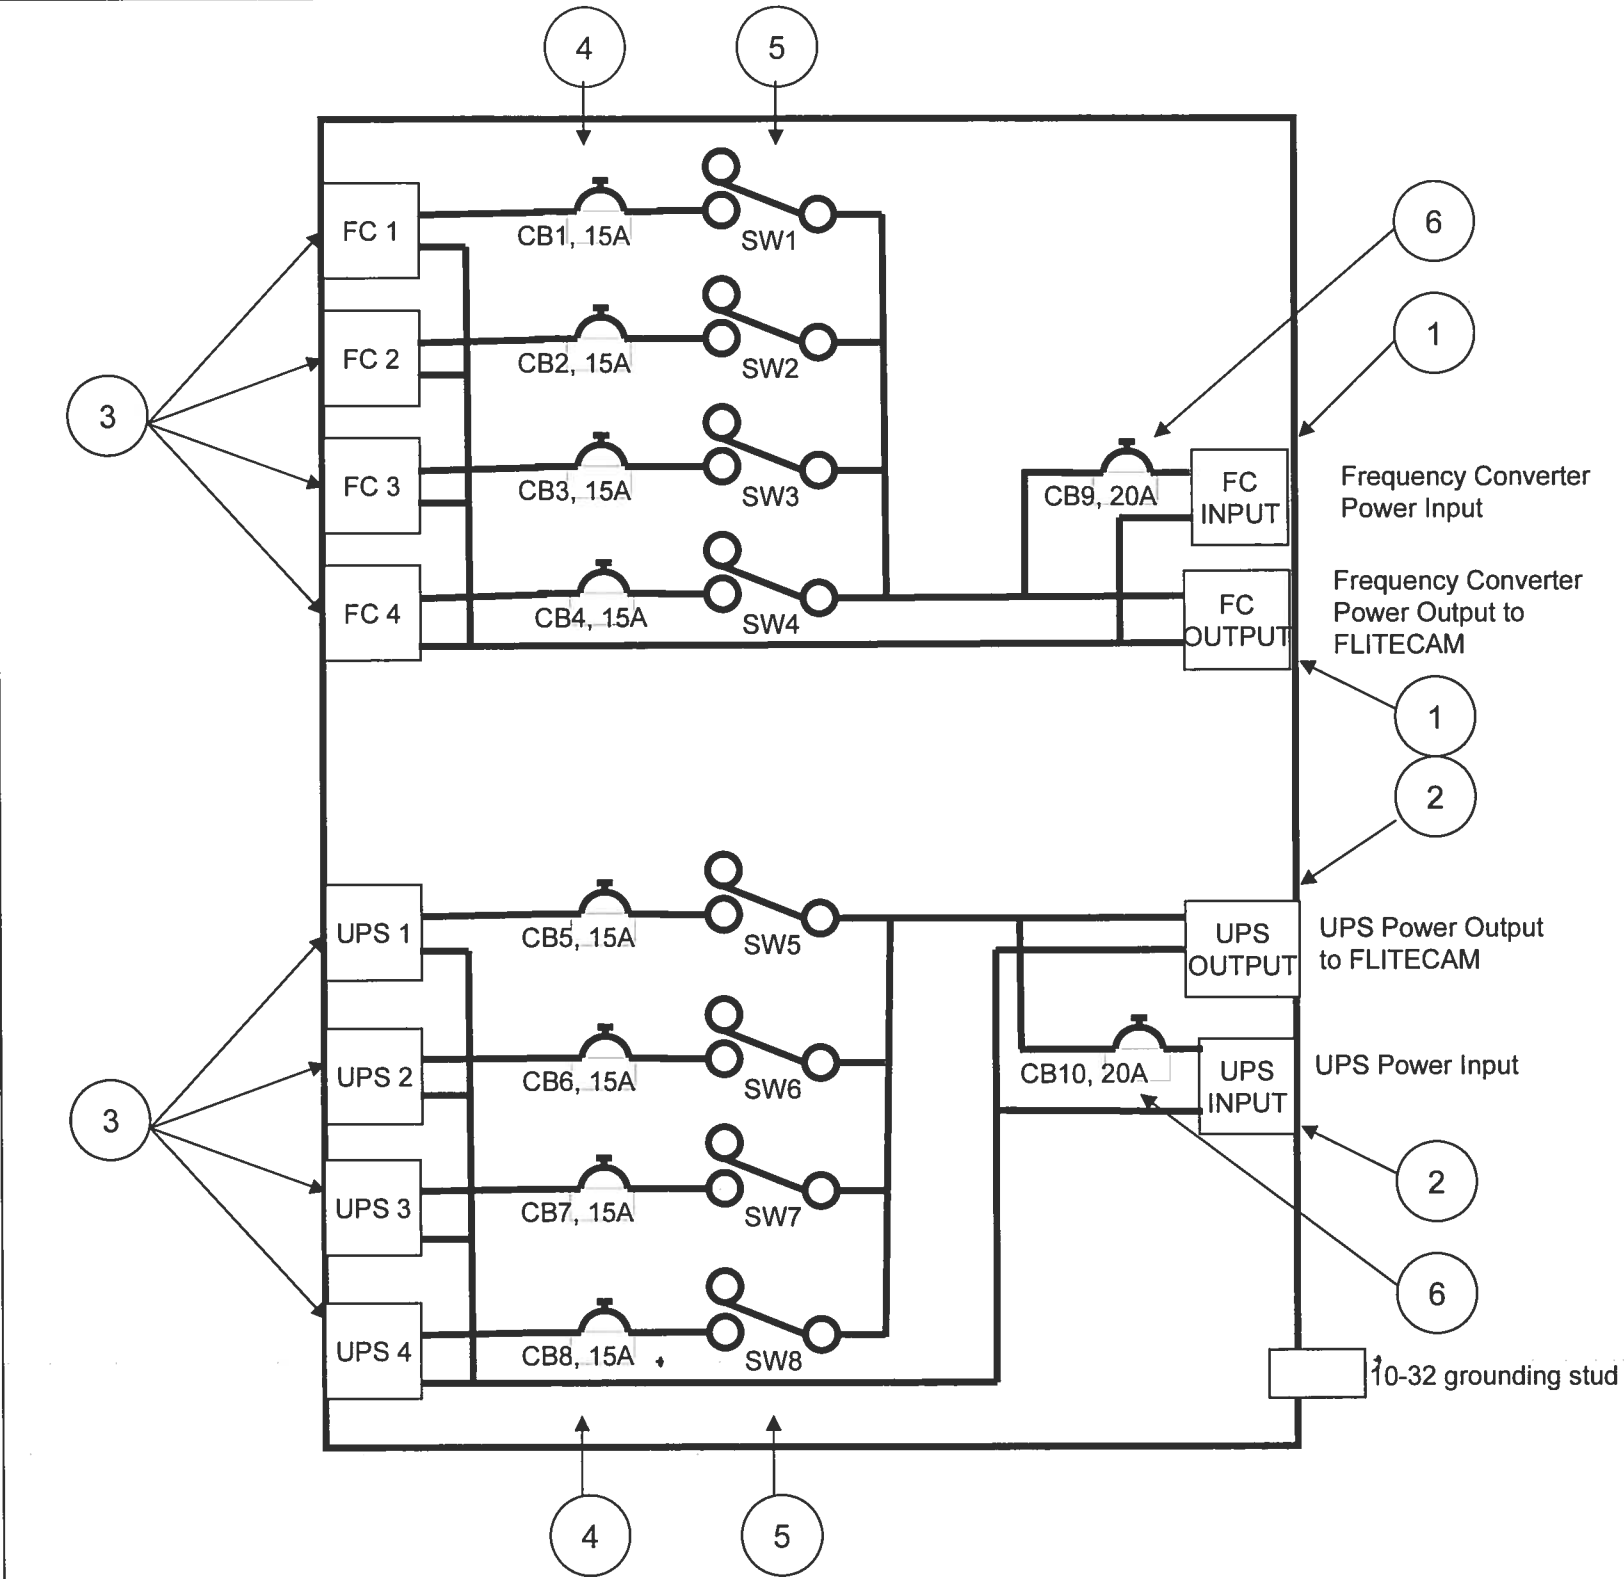 4
5
FC 1
CB1, 15A
SW1
6
FC 2
CB2, 15A
SW2
1
3
FC 3
CB3, 15A
SW3
CB9, 20A
FC
INPUT
Frequency Converter
Power Input
FC 4
CB4, 15A
SW4
FC
OUTPUT
Frequency Converter
Power Output to
FLITECAM
1
2
UPS 1
CB5, 15A
SW5
UPS
OUTPUT
UPS Power Output
to FLITECAM
UPS 2
CB6, 15A
SW6
CB10, 20A
UPS
INPUT
UPS Power Input
3
UPS 3
CB7, 15A
SW7
2
6
UPS 4
CB8, 15A
SW8
10-32 grounding stud
4
5